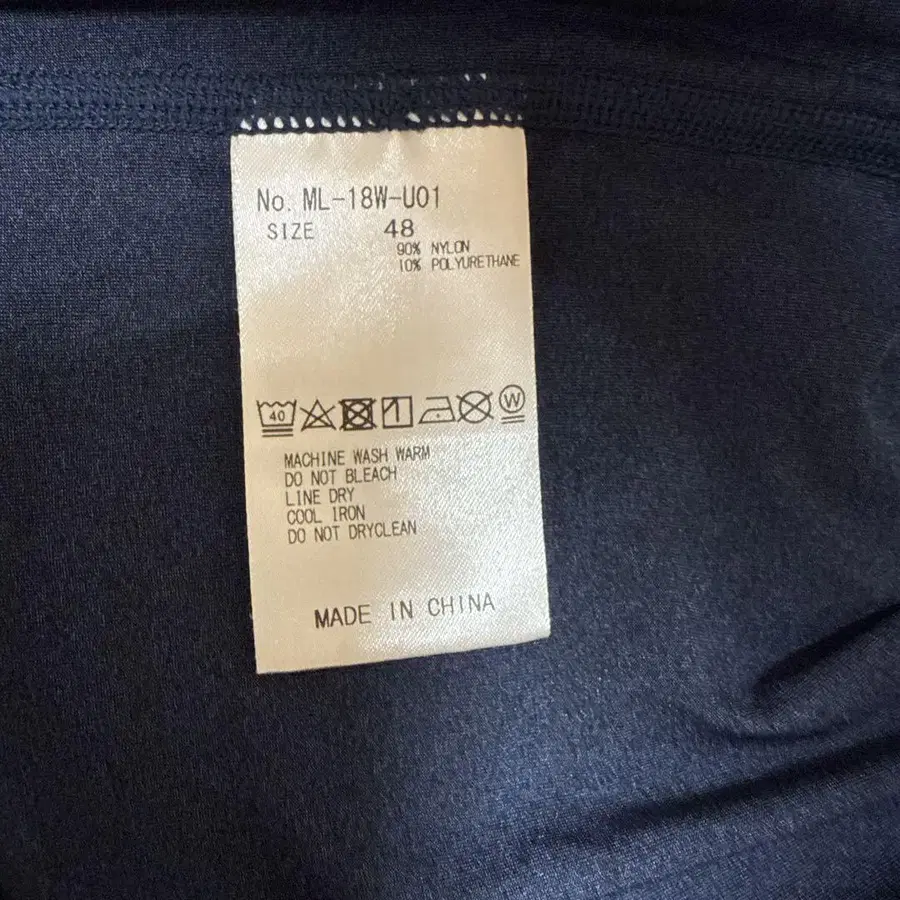 No. ML-18W-U01
SIZE 48
90% NYLON
10% POLYURETHANE
40 W
MACHINE WASH WARM
DO NOT BLEACH
LINE DRY
COOL IRON
DO NOT DRYCLEAN
MADE IN CHINA